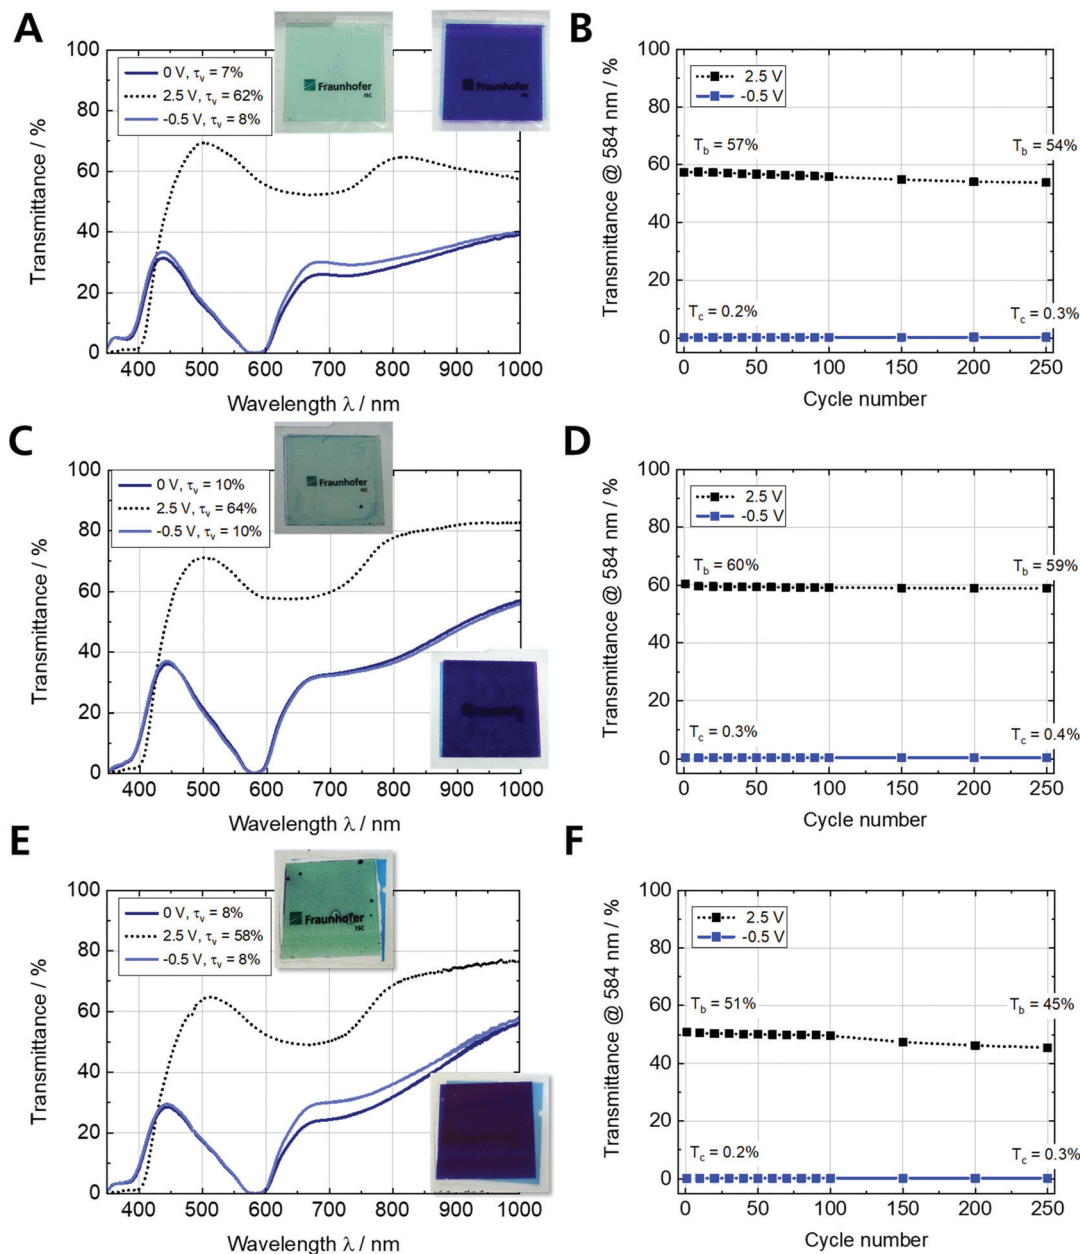 A
0 V, τv = 7%
2.5 V, τv = 62%
-0.5 V, τv = 8%
Fraunhofer
ISC
Fraunhofer
ISC
Transmittance / %
100
80
60
40
20
0
400 500 600 700 800 900 1000
Wavelength λ / nm
B
2.5 V
-0.5 V
Tb = 57%
Tb = 54%
Tc = 0.2%
Tc = 0.3%
Transmittance @ 584 nm / %
100
80
60
40
20
0
0 50 100 150 200 250
Cycle number
C
0 V, τv = 10%
2.5 V, τv = 64%
-0.5 V, τv = 10%
Fraunhofer
ISC
Transmittance / %
100
80
60
40
20
0
400 500 600 700 800 900 1000
Wavelength λ / nm
D
2.5 V
-0.5 V
Tb = 60%
Tb = 59%
Tc = 0.3%
Tc = 0.4%
Transmittance @ 584 nm / %
100
80
60
40
20
0
0 50 100 150 200 250
Cycle number
E
0 V, τv = 8%
2.5 V, τv = 58%
-0.5 V, τv = 8%
Fraunhofer
ISC
Transmittance / %
100
80
60
40
20
0
400 500 600 700 800 900 1000
Wavelength λ / nm
F
2.5 V
-0.5 V
Tb = 51%
Tb = 45%
Tc = 0.2%
Tc = 0.3%
Transmittance @ 584 nm / %
100
80
60
40
20
0
0 50 100 150 200 250
Cycle number